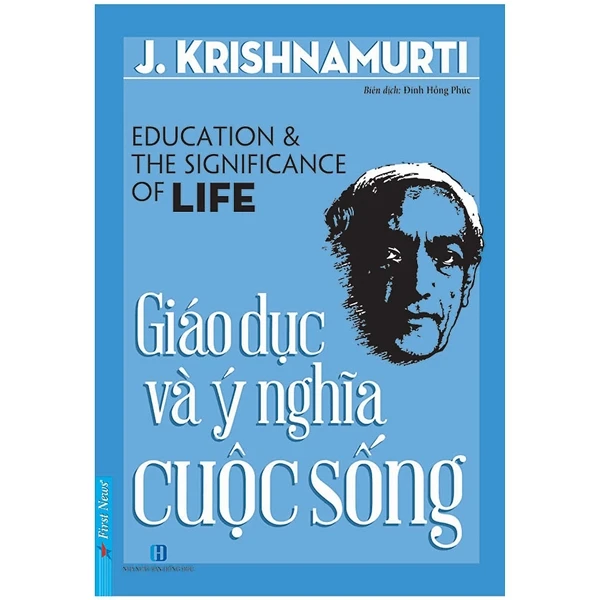 J. KRISHNAMURTI
Biên dịch: Đinh Hồng Phúc
EDUCATION &
THE SIGNIFICANCE
OF LIFE
Giáo dục
và ý nghĩa
cuộc sống
First News
H